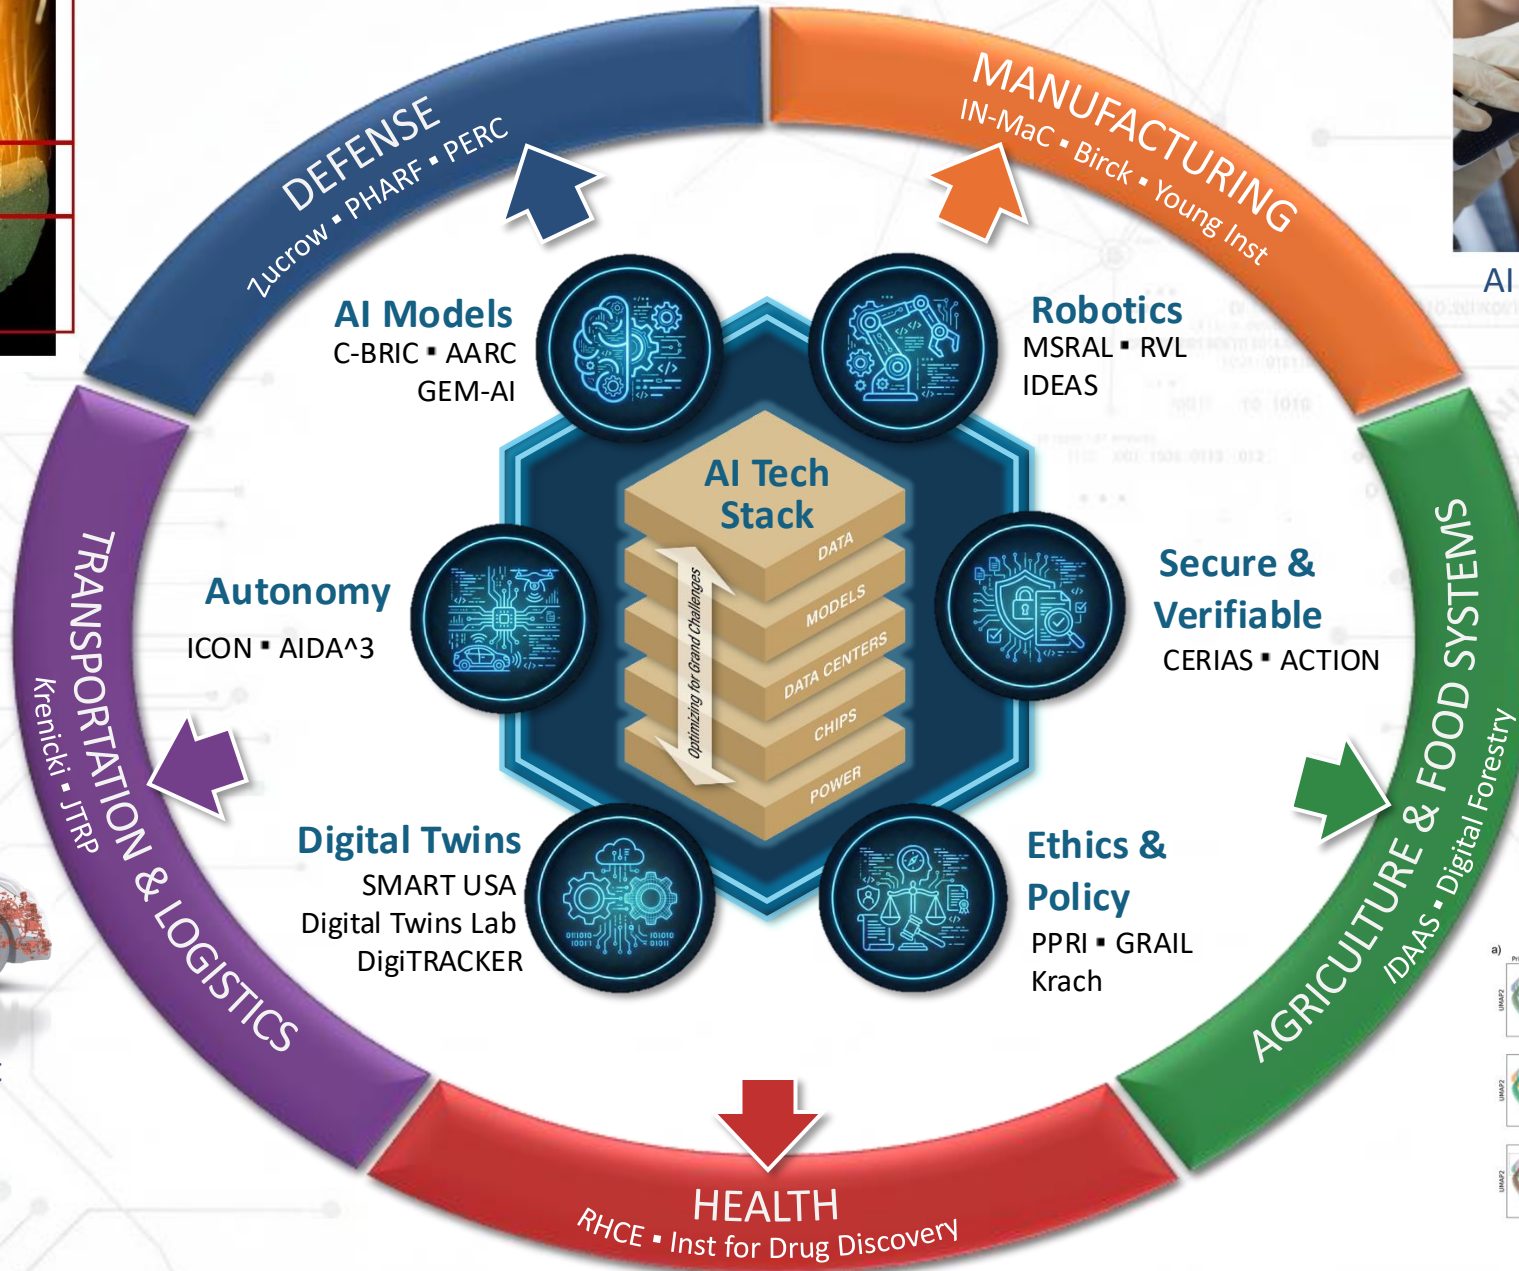 DEFENSE
Zucrow ▪ PHARF ▪ PERC
MANUFACTURING
IN-MaC ▪ Birck ▪ Young Inst
AI
AI Models
C-BRIC ▪ AARC
GEM-AI
Robotics
MSRAL ▪ RVL
IDEAS
AI Tech
Stack
DATA
MODELS
DATA CENTERS
CHIPS
POWER
Optimizing for Grand Challenges
Autonomy
ICON ▪ AIDA^3
Secure &
Verifiable
CERIAS ▪ ACTION
TRANSPORTATION & LOGISTICS
Krenicki ▪ JTRP
AGRICULTURE & FOOD SYSTEMS
IDAAS ▪ Digital Forestry
Digital Twins
SMART USA
Digital Twins Lab
DigiTRACKER
Ethics &
Policy
PPRI ▪ GRAIL
Krach
HEALTH
RHCE ▪ Inst for Drug Discovery
a)
UMAP2
UMAP2
UMAP2